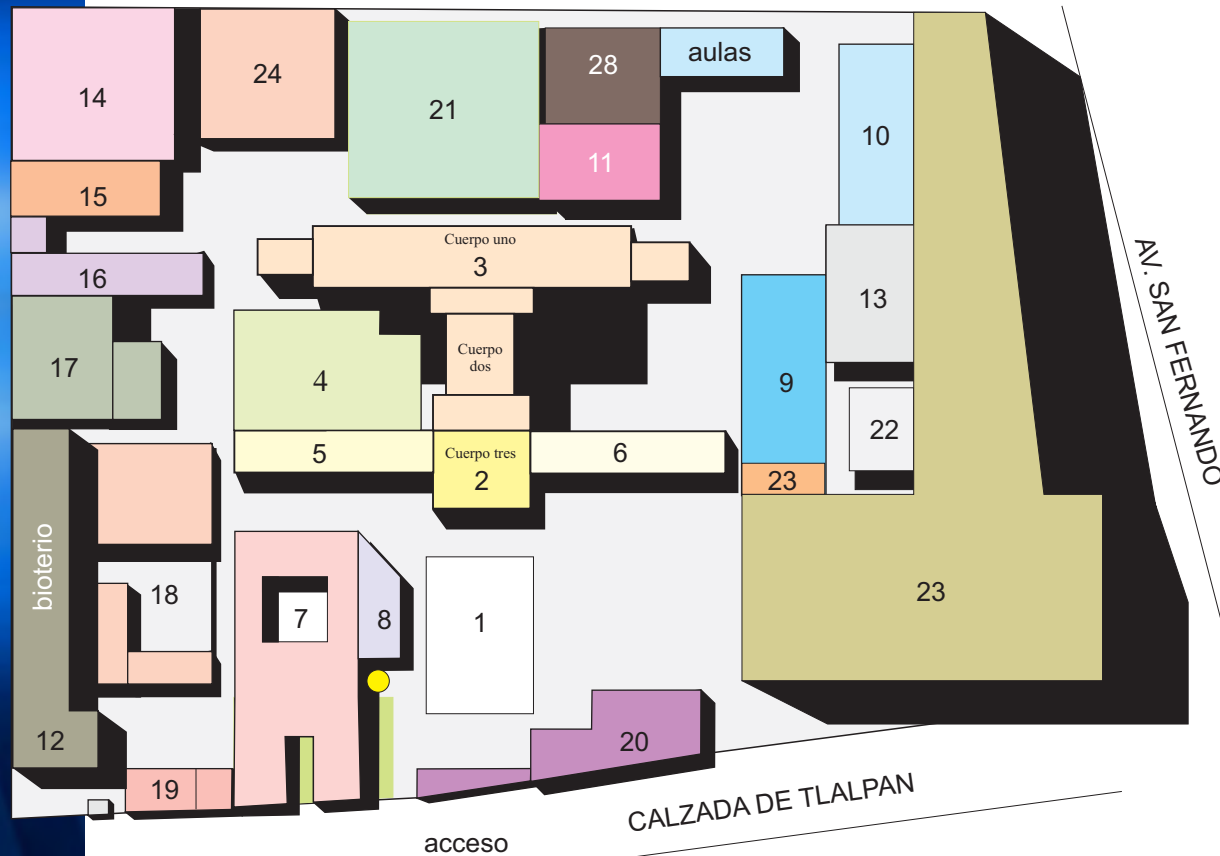 14
24
21
28
aulas
15
11
10
16
Cuerpo uno
3
AV. SAN FERNANDO
17
4
Cuerpo
dos
9
13
22
5
Cuerpo tres
2
6
23
bioterio
18
7
8
1
23
12
19
20
CALZADA DE TLALPAN
acceso